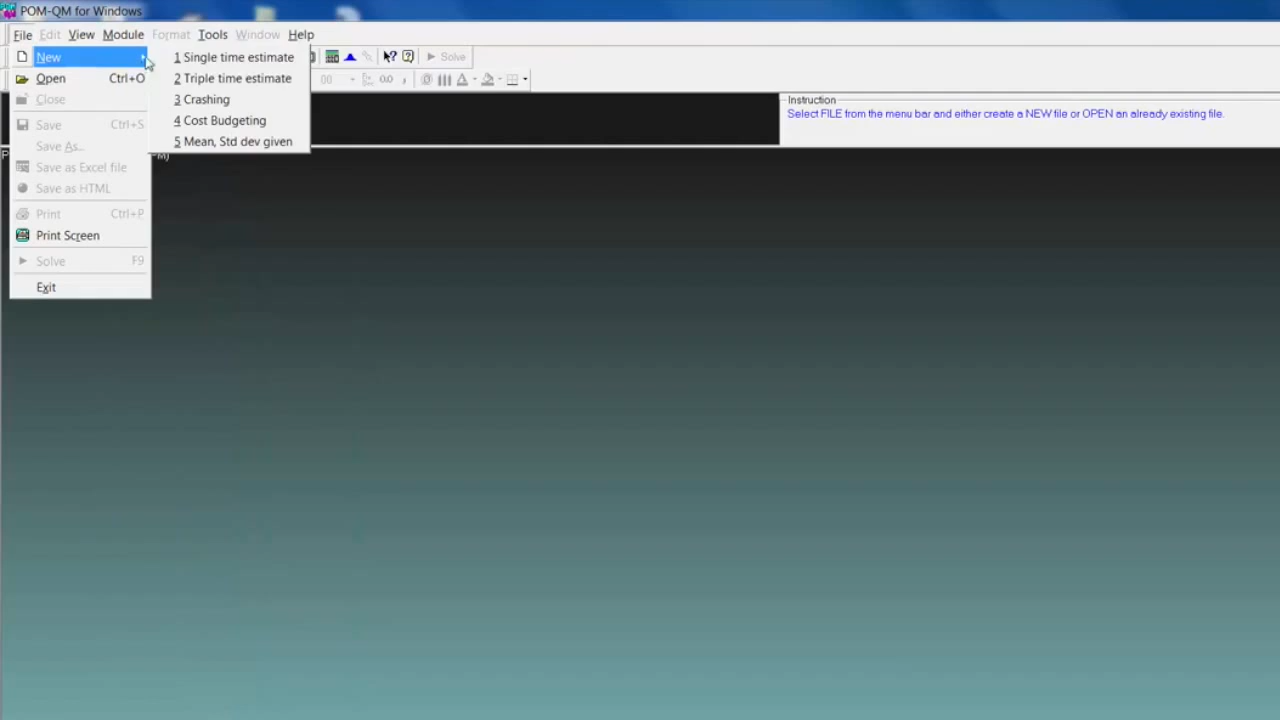 POM-QM for Windows
File Edit View Module Format Tools Window Help
New
Open Ctrl+O
Close
Save Ctrl+S
Save As...
Save as Excel file
Save as HTML
Print Ctrl+P
Print Screen
Solve F9
Exit
1 Single time estimate
2 Triple time estimate
3 Crashing
4 Cost Budgeting
5 Mean, Std dev given
Solve
00 0.0 ,
Instruction
Select FILE from the menu bar and either create a NEW file or OPEN an already existing file.